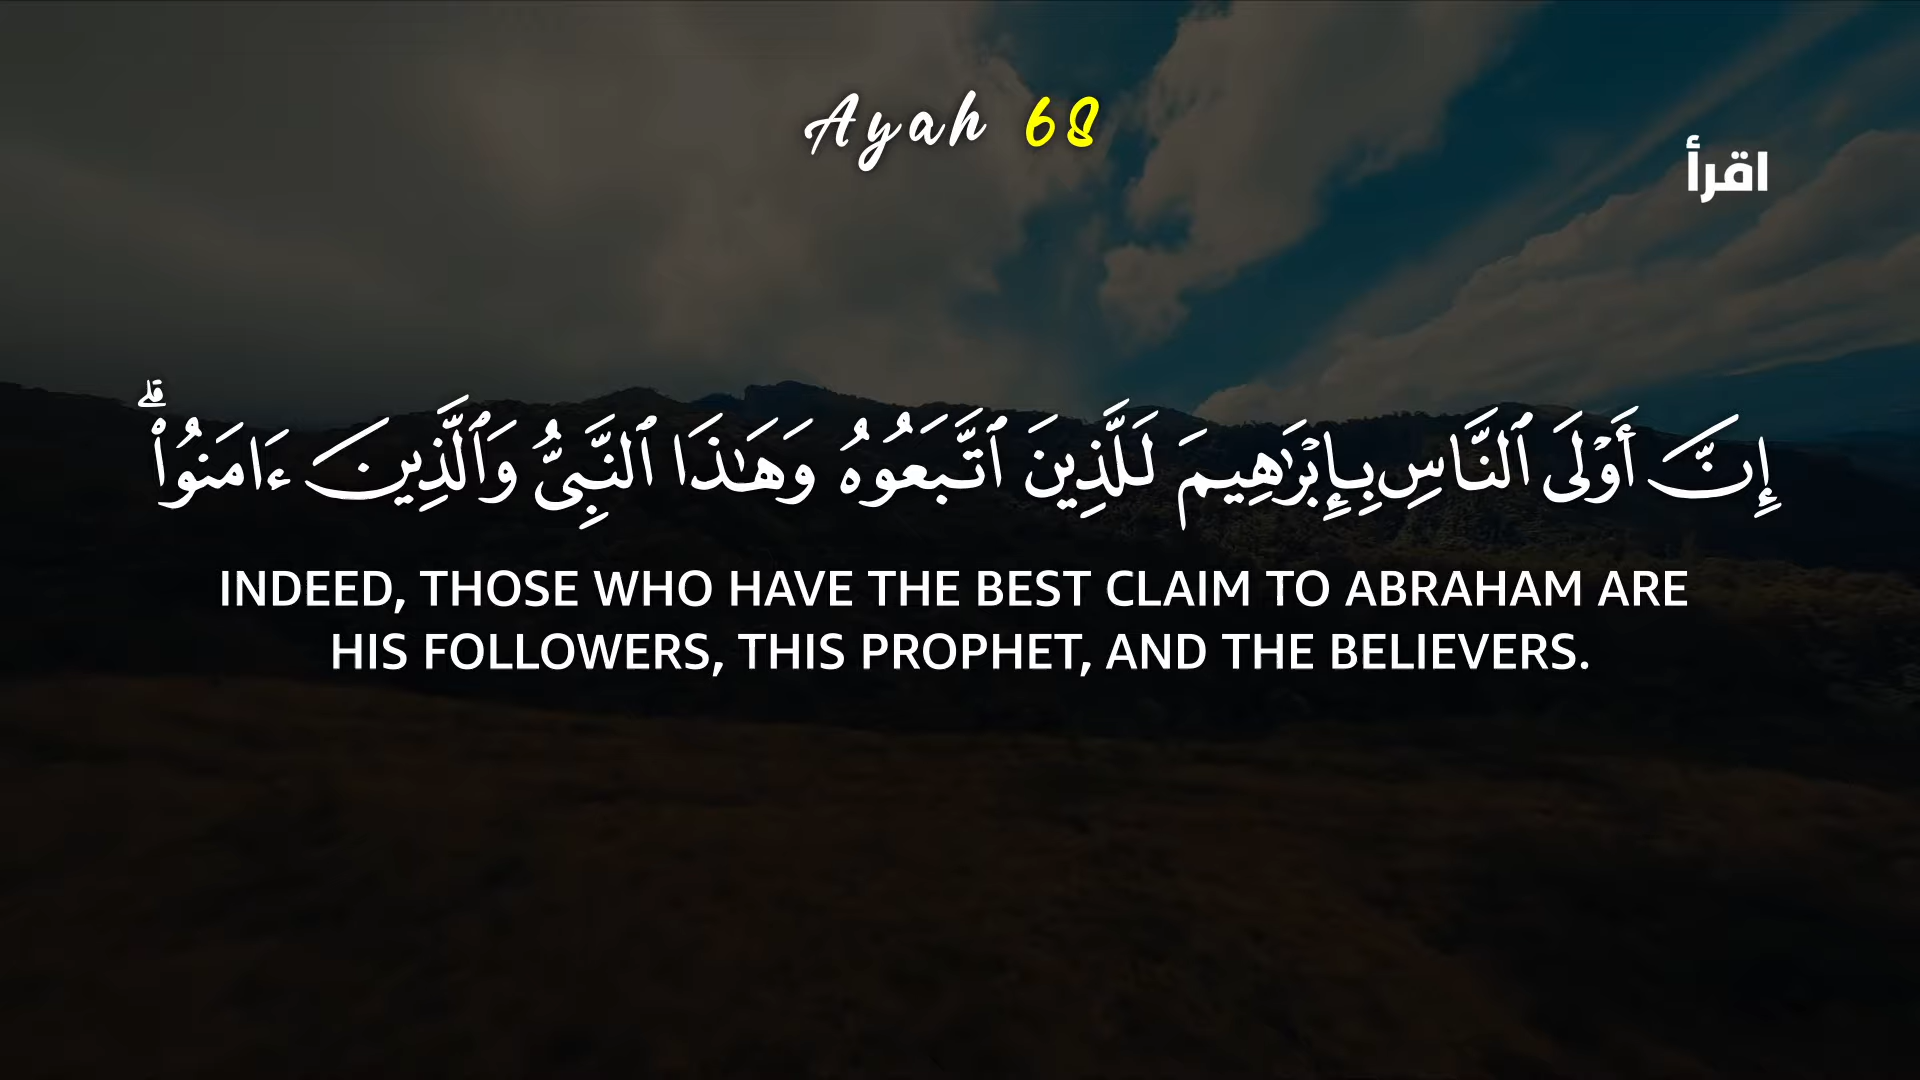 Ayah 68
اقرأ
إِنَّ أَوْلَى ٱلنَّاسِ بِإِبْرَٰهِيمَ لَلَّذِينَ ٱتَّبَعُوهُ وَهَـٰذَا ٱلنَّبِىُّ وَٱلَّذِينَ ءَامَنُوا۟ ۗ
INDEED, THOSE WHO HAVE THE BEST CLAIM TO ABRAHAM ARE
HIS FOLLOWERS, THIS PROPHET, AND THE BELIEVERS.